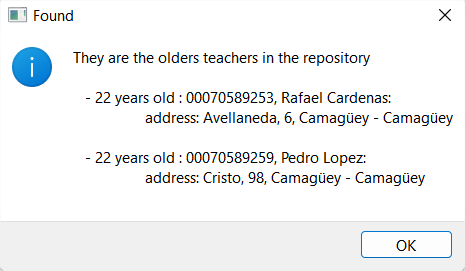 Found
They are the olders teachers in the repository
- 22 years old : 00070589253, Rafael Cardenas:
address: Avellaneda, 6, Camagüey - Camagüey
- 22 years old : 00070589259, Pedro Lopez:
address: Cristo, 98, Camagüey - Camagüey
OK